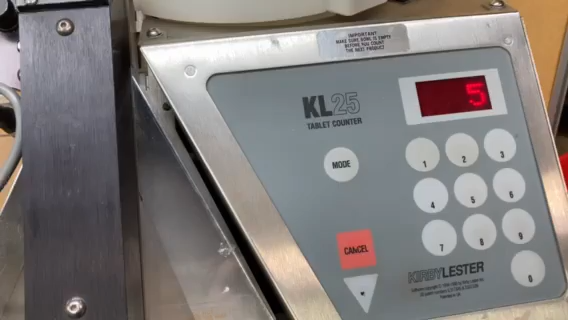 IMPORTANT:
MAKE SURE BOWL IS EMPTY
BEFORE YOU COUNT
THE NEXT PRODUCT
KL25
TABLET COUNTER
5
MODE
1
2
3
4
5
6
7
8
9
0
CANCEL
KIRBYLESTER